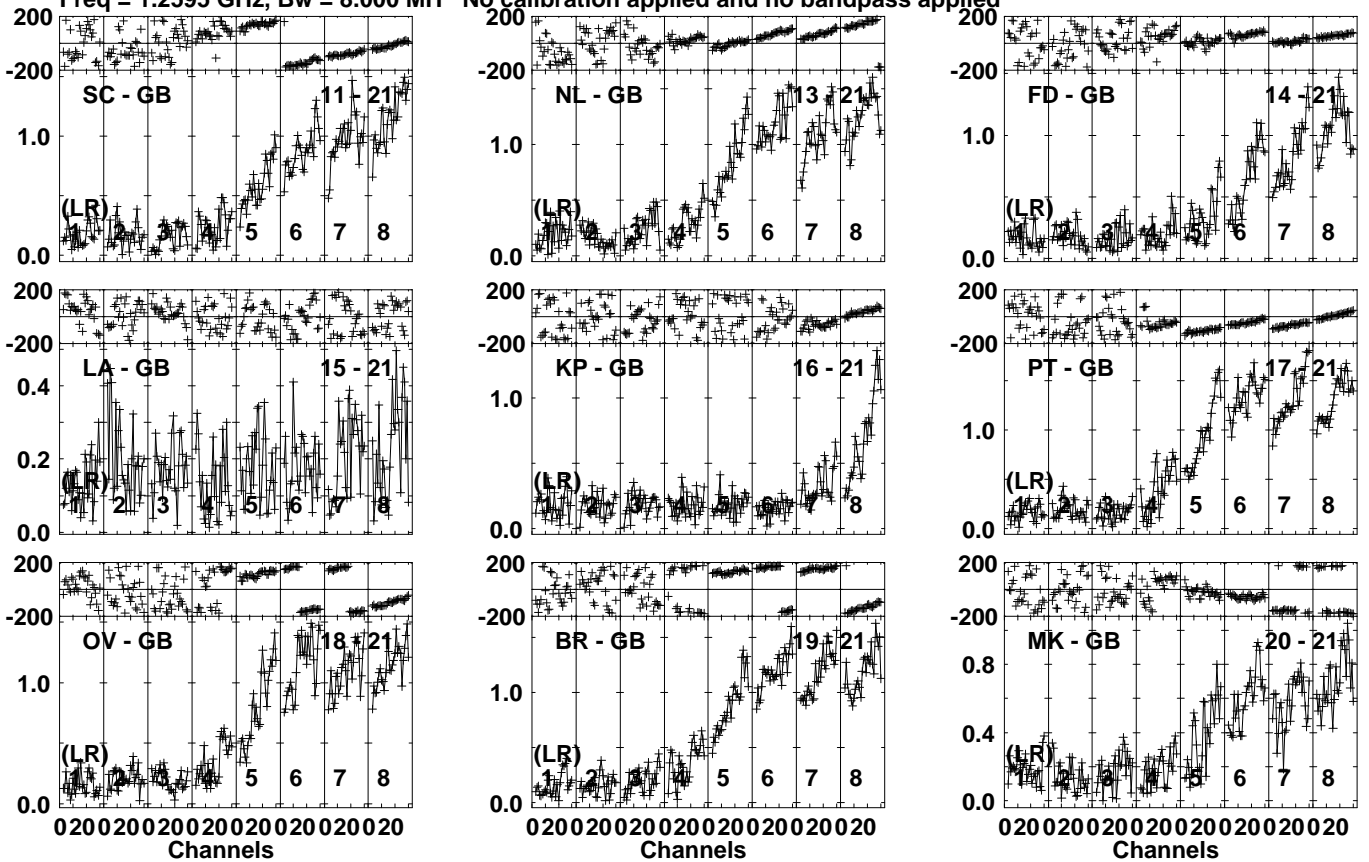 Freq = 1.2595 GHz, Bw = 8.000 MH No calibration applied and no bandpass applied
200
-200
SC - GB 11 - 21
1.0
(LR)
1 2 3 4 5 6 7 8
0.0
200
-200
NL - GB 13 - 21
1.0
(LR)
1 2 3 4 5 6 7 8
0.0
200
-200
FD - GB 14 - 21
1.0
(LR)
1 2 3 4 5 6 7 8
0.0
200
-200
LA - GB 15 - 21
0.4
0.2
(LR)
1 2 3 4 5 6 7 8
0.0
200
-200
KP - GB 16 - 21
1.0
(LR)
1 2 3 4 5 6 7 8
0.0
200
-200
PT - GB 17 - 21
1.0
(LR)
1 2 3 4 5 6 7 8
0.0
200
-200
OV - GB 18 - 21
1.0
(LR)
1 2 3 4 5 6 7 8
0.0
0 20 0 20 0 20 0 20 0 20 0 20 0 20 0 20
Channels
200
-200
BR - GB 19 - 21
1.0
(LR)
1 2 3 4 5 6 7 8
0.0
0 20 0 20 0 20 0 20 0 20 0 20 0 20 0 20
Channels
200
-200
MK - GB 20 - 21
0.8
0.4
(LR)
1 2 3 4 5 6 7 8
0.0
0 20 0 20 0 20 0 20 0 20 0 20 0 20 0 20
Channels